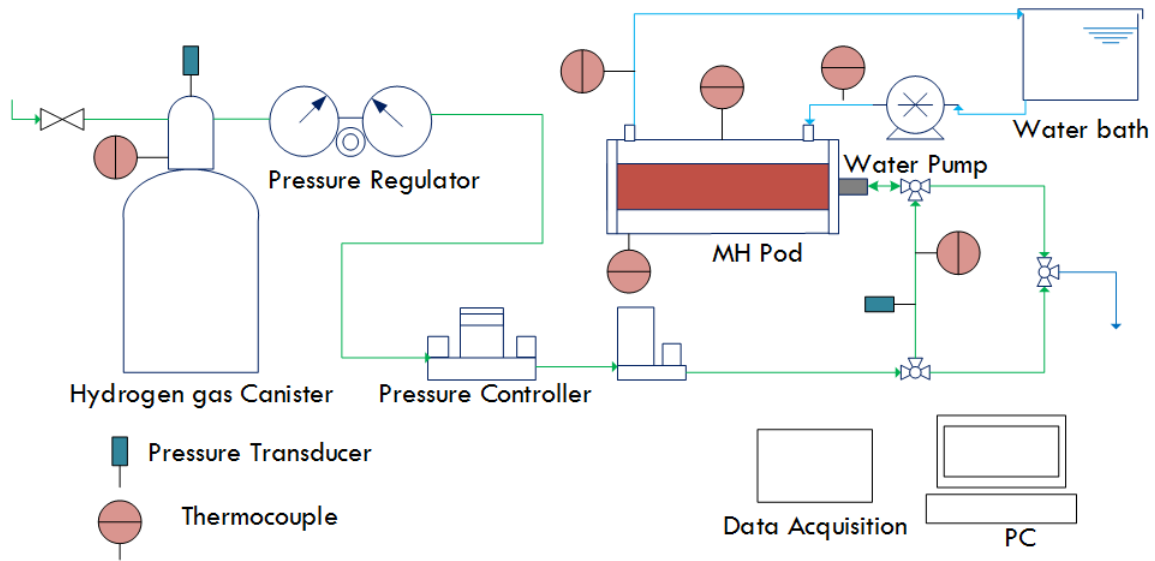 Water bath
Pressure Regulator
Water Pump
MH Pod
Hydrogen gas Canister
Pressure Controller
Pressure Transducer
Thermocouple
Data Acquisition
PC